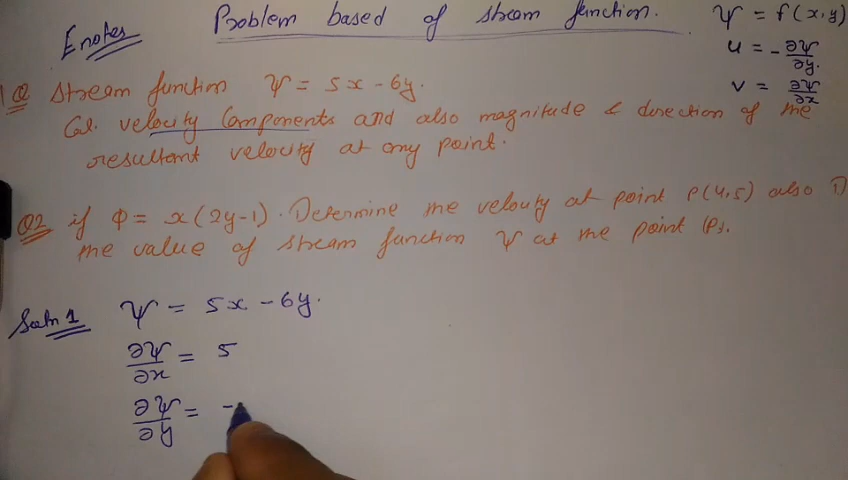 Enotes Problem based of stream function.
ψ = f(x,y)
u = -∂ψ/∂y.
v = ∂ψ/∂x
1Q Stream function ψ = 5x - 6y.
Cal. velocity components and also magnitude & direction of the
resultant velocity at any point.
Q2 if φ = x(2y-1). Determine the velocity at point P(4,5) also D
the value of stream function ψ at the point (P).
Soln 1 ψ = 5x - 6y.
∂ψ/∂x = 5
∂ψ/∂y = -